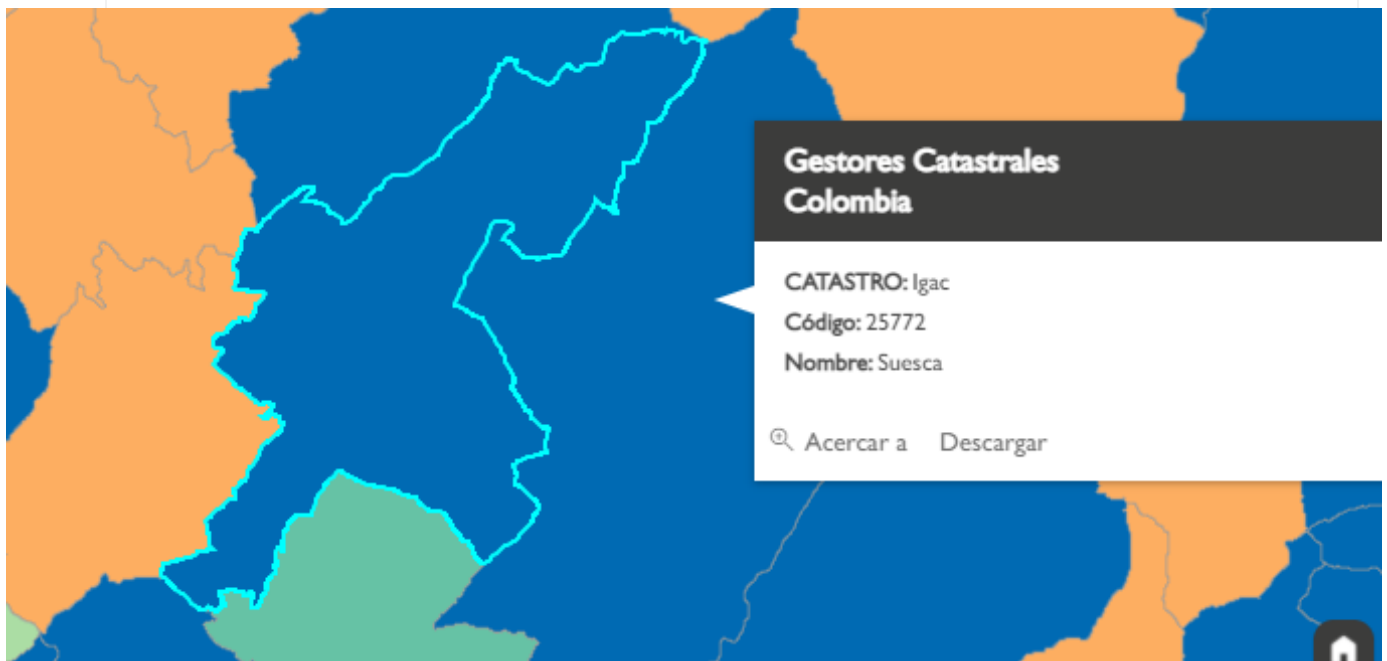 Gestores Catastrales
Colombia
CATASTRO: Igac
Código: 25772
Nombre: Suesca
Acercar a Descargar